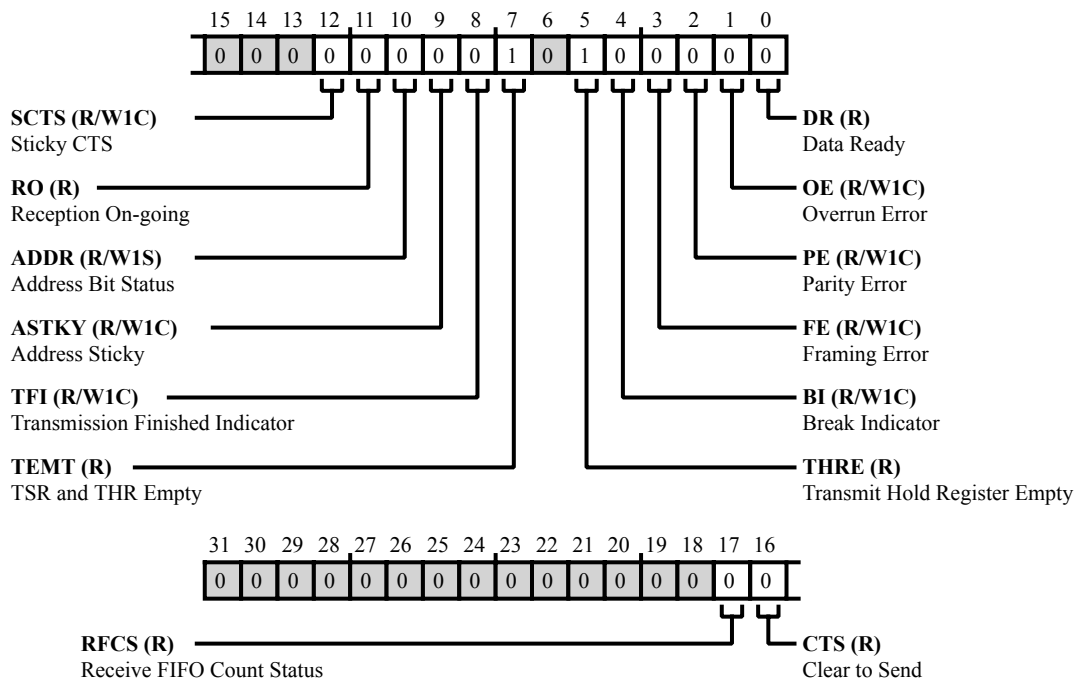 15 14 13 12 11 10 9 8 7 6 5 4 3 2 1 0
0 0 0 0 0 0 0 0 1 0 1 0 0 0 0 0
SCTS (R/W1C)
Sticky CTS
RO (R)
Reception On-going
ADDR (R/W1S)
Address Bit Status
ASTKY (R/W1C)
Address Sticky
TFI (R/W1C)
Transmission Finished Indicator
TEMT (R)
TSR and THR Empty
DR (R)
Data Ready
OE (R/W1C)
Overrun Error
PE (R/W1C)
Parity Error
FE (R/W1C)
Framing Error
BI (R/W1C)
Break Indicator
THRE (R)
Transmit Hold Register Empty
31 30 29 28 27 26 25 24 23 22 21 20 19 18 17 16
0 0 0 0 0 0 0 0 0 0 0 0 0 0 0 0
RFCS (R)
Receive FIFO Count Status
CTS (R)
Clear to Send